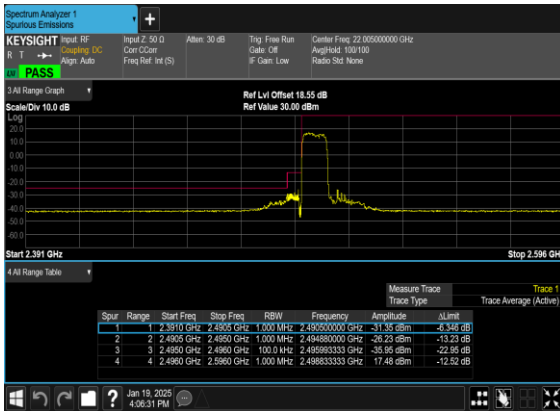 Spectrum Analyzer 1
Spurious Emissions
KEYSIGHT
R T
LXI
PASS
Input: RF
Coupling: DC
Align: Auto
Input Z: 50 Ω
Corr CCorr
Freq Ref: Int (S)
Atten: 30 dB
Trig: Free Run
Gate: Off
IF Gain: Low
Center Freq: 22.005000000 GHz
Avg|Hold: 100/100
Radio Std: None
3 All Range Graph
Scale/Div 10.0 dB
Ref Lvl Offset 18.55 dB
Ref Value 30.00 dBm
Log
20.0
10.0
0.00
-10.0
-20.0
-30.0
-40.0
-50.0
-60.0
Start 2.391 GHz
Stop 2.596 GH
4 All Range Table
Measure Trace Trace 1
Trace Type Trace Average (Active)
Spur Range Start Freq Stop Freq RBW Frequency Amplitude ΔLimit
1 1 2.3910 GHz 2.4905 GHz 1.000 MHz 2.490500000 GHz -31.35 dBm -6.346 dB
2 2 2.4905 GHz 2.4950 GHz 1.000 MHz 2.494880000 GHz -26.23 dBm -13.23 dB
3 3 2.4950 GHz 2.4960 GHz 100.0 kHz 2.495993333 GHz -35.95 dBm -22.95 dB
4 4 2.4960 GHz 2.5960 GHz 1.000 MHz 2.498833333 GHz 17.48 dBm -12.52 dB
Jan 19, 2025
4:06:31 PM